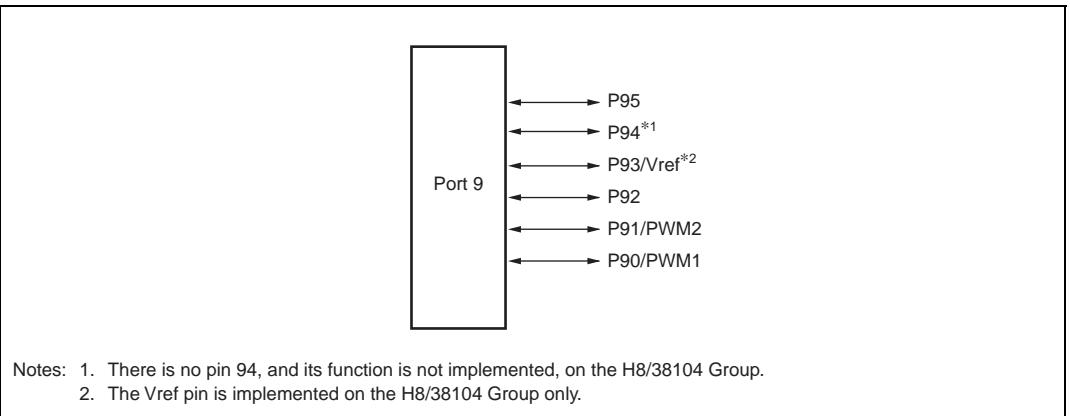 Port 9
P95
P94*1
P93/Vref*2
P92
P91/PWM2
P90/PWM1
Notes: 1. There is no pin 94, and its function is not implemented, on the H8/38104 Group.
2. The Vref pin is implemented on the H8/38104 Group only.